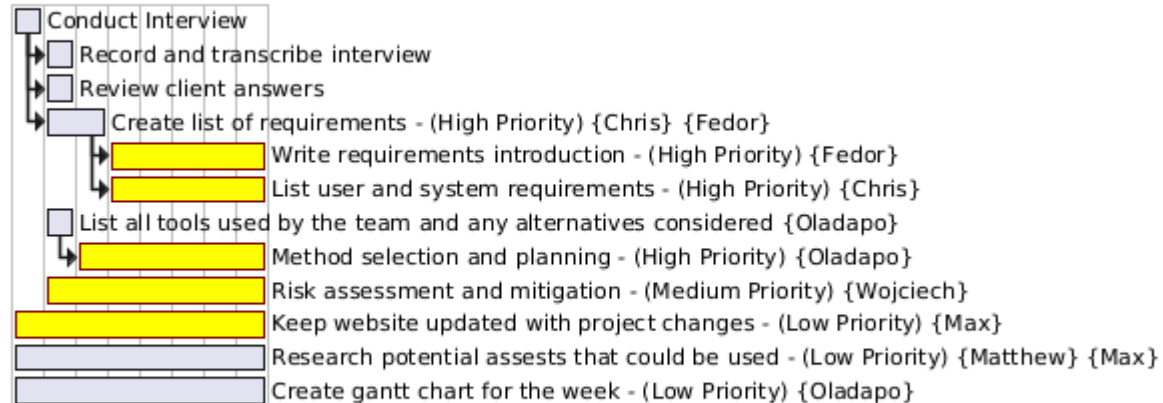 Conduct Interview
Record and transcribe interview
Review client answers
Create list of requirements - (High Priority) {Chris} {Fedor}
Write requirements introduction - (High Priority) {Fedor}
List user and system requirements - (High Priority) {Chris}
List all tools used by the team and any alternatives considered {Oladapo}
Method selection and planning - (High Priority) {Oladapo}
Risk assessment and mitigation - (Medium Priority) {Wojciech}
Keep website updated with project changes - (Low Priority) {Max}
Research potential assests that could be used - (Low Priority) {Matthew} {Max}
Create gantt chart for the week - (Low Priority) {Oladapo}